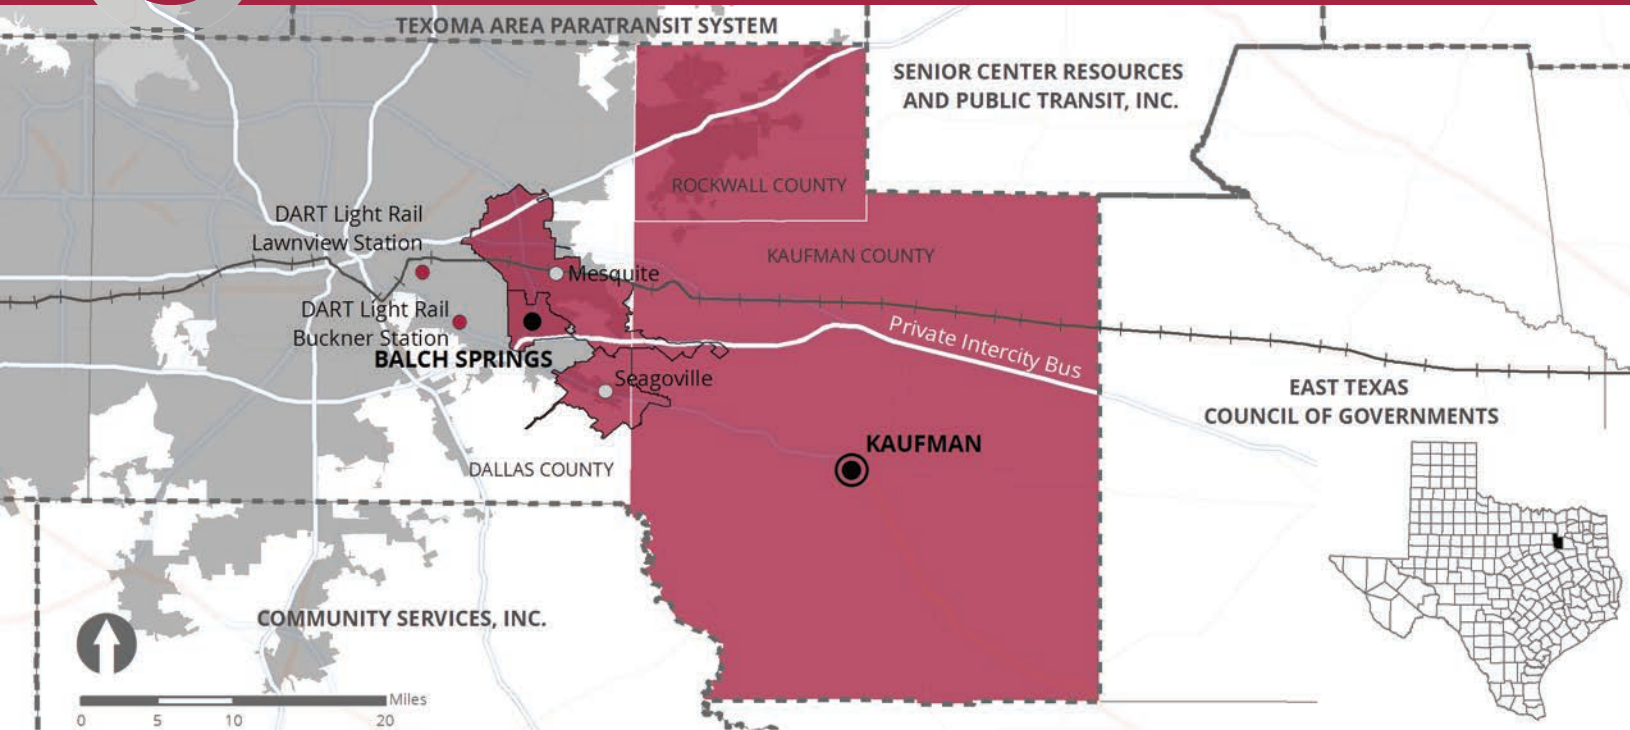 TEXOMA AREA PARATRANSIT SYSTEM
SENIOR CENTER RESOURCES
AND PUBLIC TRANSIT, INC.
ROCKWALL COUNTY
DART Light Rail
Lawnview Station
KAUFMAN COUNTY
Mesquite
DART Light Rail
Buckner Station
BALCH SPRINGS
Private Intercity Bus
Seagoville
EAST TEXAS
COUNCIL OF GOVERNMENTS
KAUFMAN
DALLAS COUNTY
COMMUNITY SERVICES, INC.
Miles
0 5 10 20